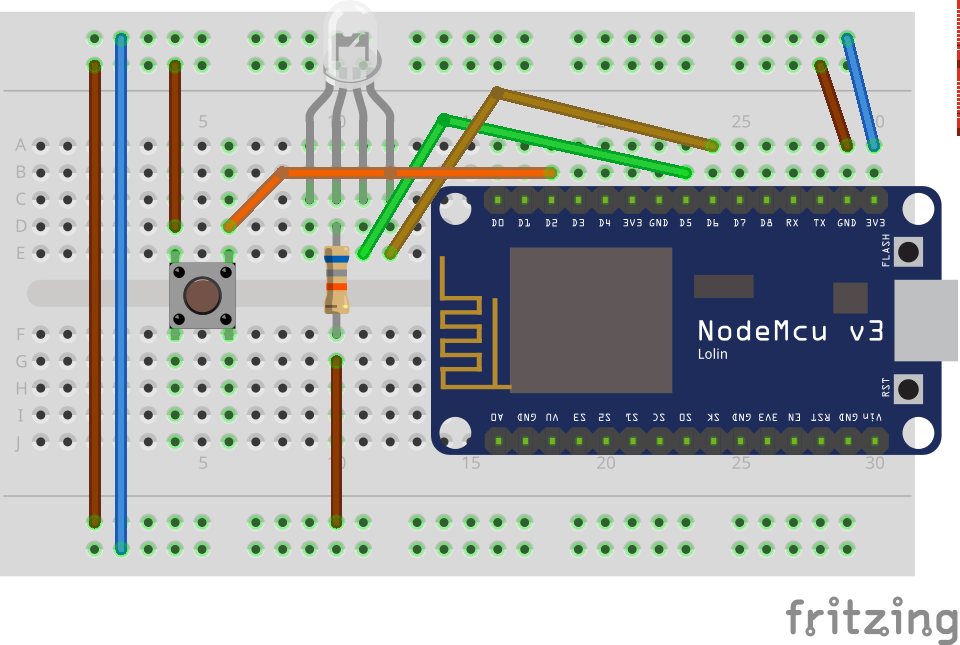 5 10 20 25 30
A
B
C
D
E
D0 D1 D2 D3 D4 3V3 GND D5 D6 D7 D8 RX TX GND 3V3
FLASH
NodeMcu v3
Lolin
F
G
H
I
J
RST
A0 GND VU S3 S2 S1 SC S0 SK GND 3V3 EN RST GND Vin
5 10 15 20 25 30
fritzing